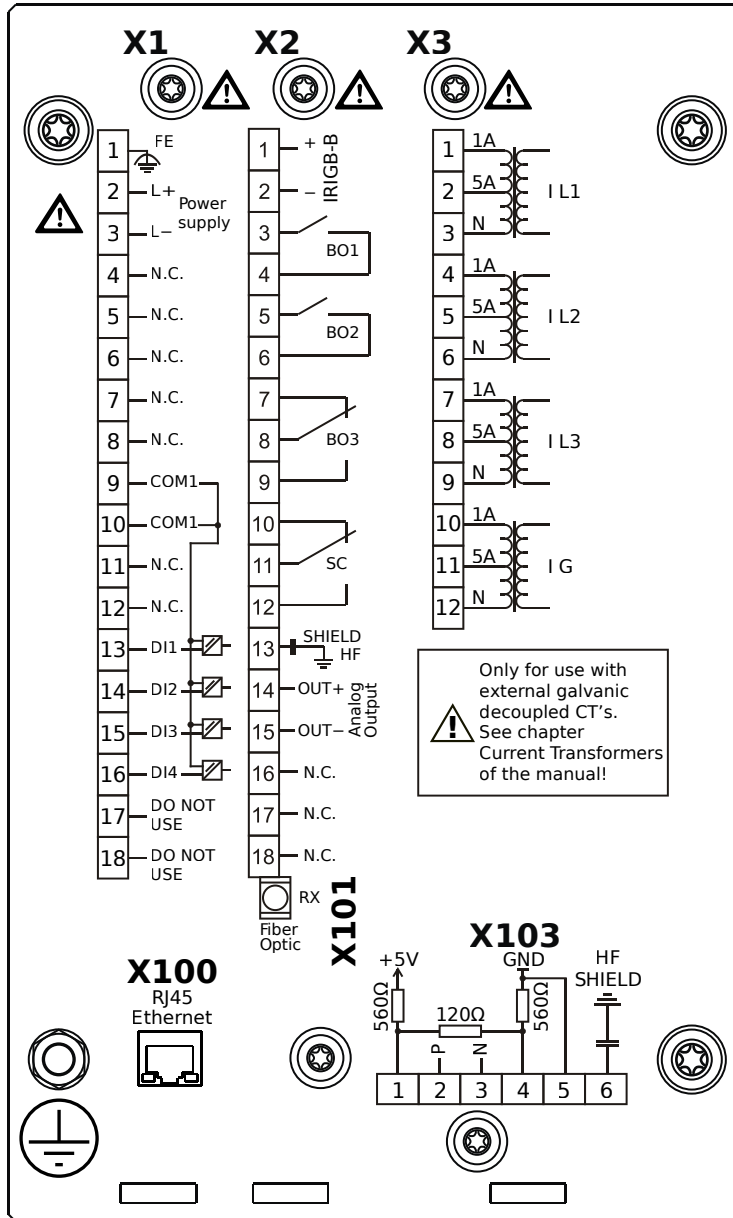 X1
1 FE
2 L+ Power
3 L− supply
4 N.C.
5 N.C.
6 N.C.
7 N.C.
8 N.C.
9 COM1
10 COM1
11 N.C.
12 N.C.
13 DI1
14 DI2
15 DI3
16 DI4
17 DO NOT
USE
18 DO NOT
USE
X2
1 +
IRIGB-B
2 −
3
BO1
4
5
BO2
6
7
8 BO3
9
10
11 SC
12
13 SHIELD
HF
14 OUT+
15 OUT−
Analog
Output
16 N.C.
17 N.C.
18 N.C.
RX
Fiber
Optic
X101
X3
1 1A
2 5A I L1
3 N
4 1A
5 5A I L2
6 N
7 1A
8 5A I L3
9 N
10 1A
11 5A I G
12 N
Only for use with
external galvanic
decoupled CT's.
See chapter
Current Transformers
of the manual!
!
!
!
!
!
X100
RJ45
Ethernet
X103
+5V
GND
HF
SHIELD
560Ω
120Ω
560Ω
P
N
1 2 3 4 5 6